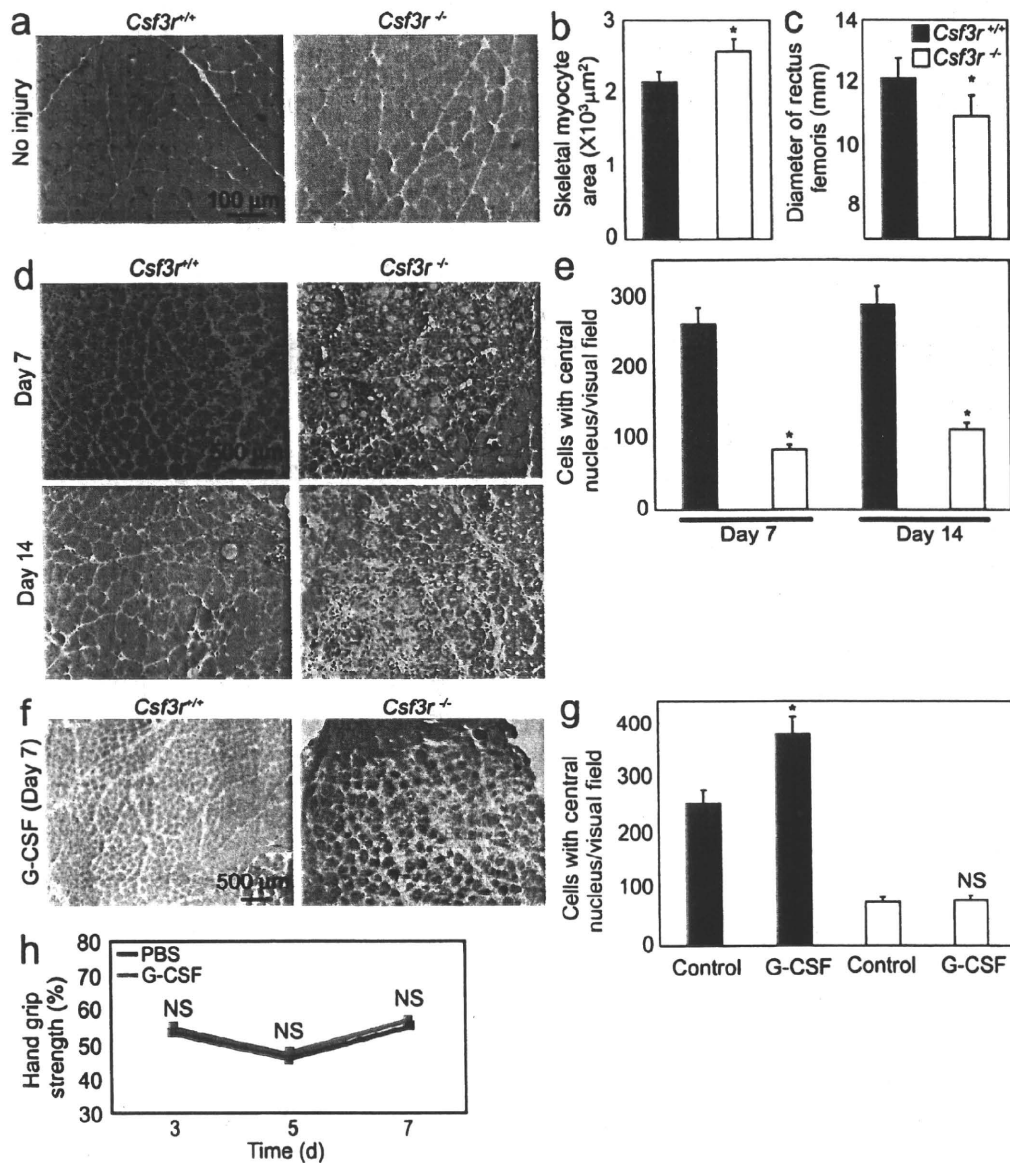 a
Csf3r+/+
Csf3r -/-
No injury
100 µm
b
Skeletal myocyte
area (X10³µm²)
3
2
1
0
*
c
Diameter of rectus
femoris (mm)
14
12
10
8
*
Csf3r+/+
Csf3r -/-
d
Csf3r+/+
Csf3r -/-
Day 7
500 µm
Day 14
e
Cells with central
nucleus/visual field
300
200
100
0
*
*
Day 7
Day 14
f
Csf3r+/+
Csf3r -/-
G-CSF (Day 7)
500 µm
g
Cells with central
nucleus/visual field
400
300
200
100
0
*
NS
Control
G-CSF
Control
G-CSF
h
Hand grip
strength (%)
80
70
60
50
40
30
PBS
G-CSF
NS
NS
NS
3
5
7
Time (d)